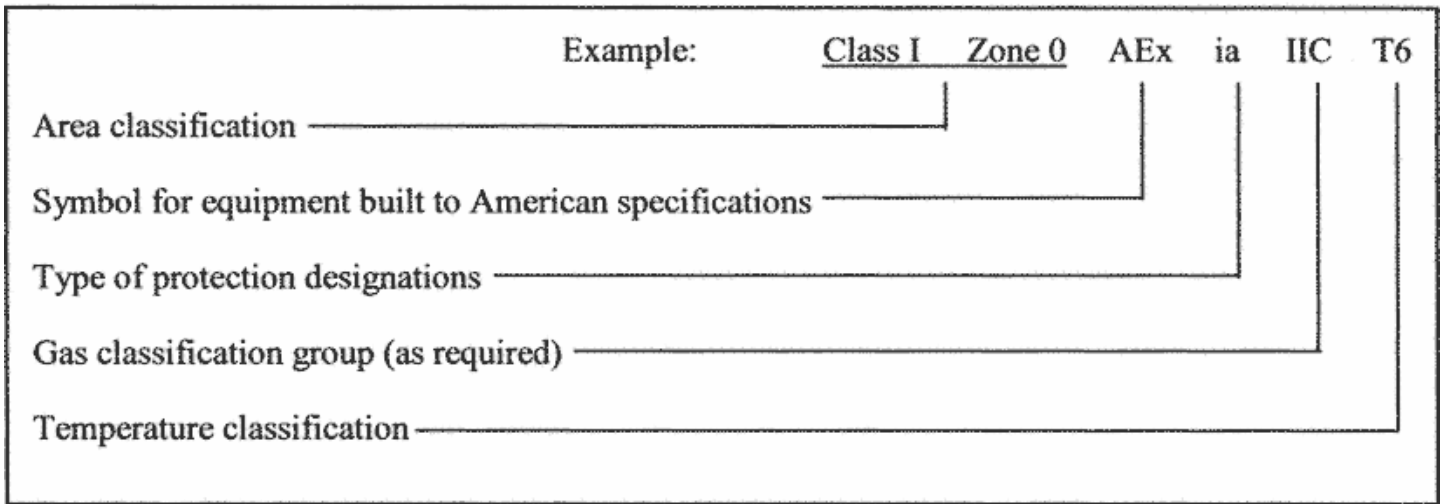 Example: Class I Zone 0 AEx ia IIC T6
Area classification
Symbol for equipment built to American specifications
Type of protection designations
Gas classification group (as required)
Temperature classification